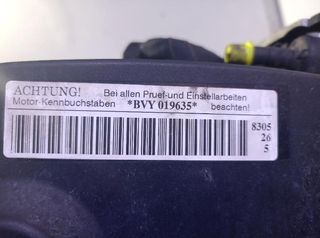 ACHTUNG! Bei allen Pruef-und Einstellarbeiten
Motor-Kennbuchstaben *BVY 019635* beachten!
8305
26
5